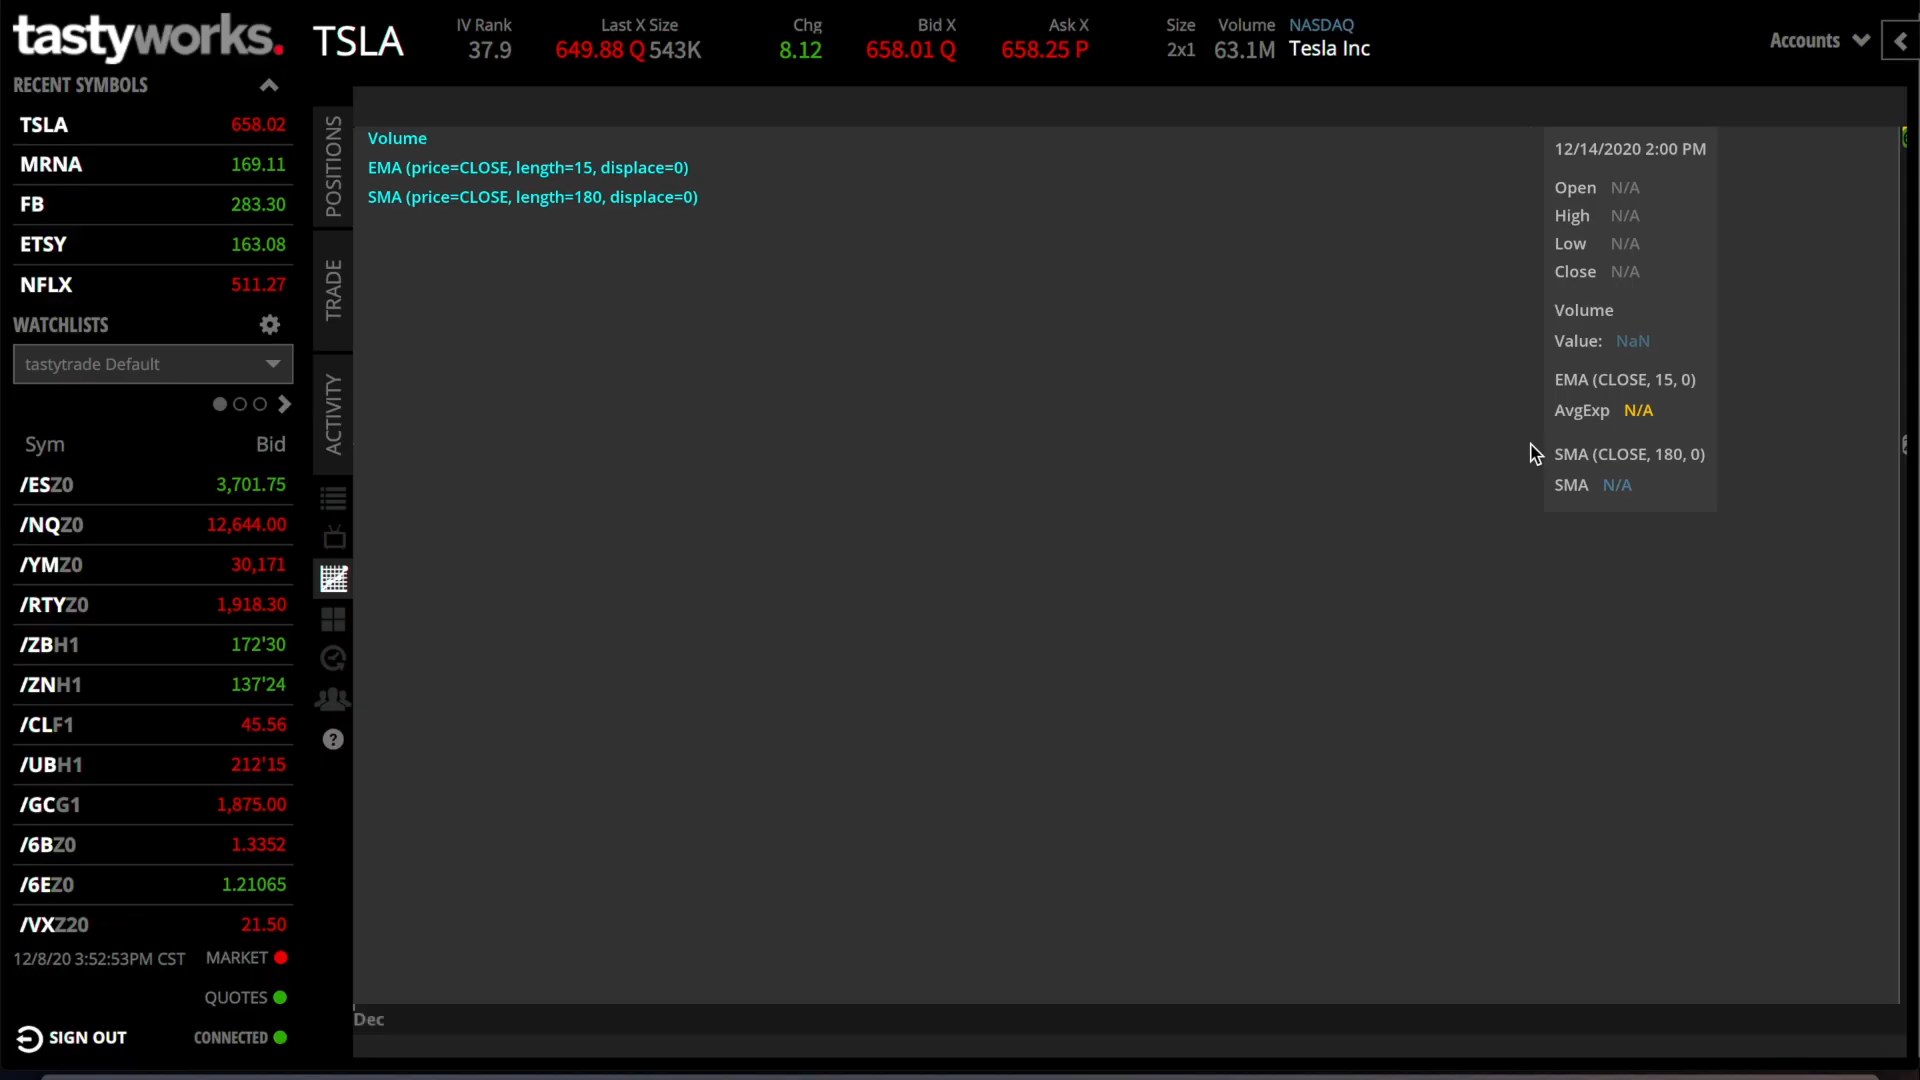 tastyworks.
TSLA
IV Rank
37.9
Last X Size
649.88 Q 543K
Chg
8.12
Bid X
658.01 Q
Ask X
658.25 P
Size
2x1
Volume
63.1M
NASDAQ
Tesla Inc
Accounts
RECENT SYMBOLS
TSLA 658.02
MRNA 169.11
FB 283.30
ETSY 163.08
NFLX 511.27
WATCHLISTS
tastytrade Default
Sym Bid
/ESZ0 3,701.75
/NQZ0 12,644.00
/YMZ0 30,171
/RTYZ0 1,918.30
/ZBH1 172'30
/ZNH1 137'24
/CLF1 45.56
/UBH1 212'15
/GCG1 1,875.00
/6BZ0 1.3352
/6EZ0 1.21065
/VXZ20 21.50
12/8/20 3:52:53PM CST MARKET
QUOTES
SIGN OUT CONNECTED
POSITIONS
TRADE
ACTIVITY
?
Volume
EMA (price=CLOSE, length=15, displace=0)
SMA (price=CLOSE, length=180, displace=0)
12/14/2020 2:00 PM
Open N/A
High N/A
Low N/A
Close N/A
Volume
Value: NaN
EMA (CLOSE, 15, 0)
AvgExp N/A
SMA (CLOSE, 180, 0)
SMA N/A
Dec